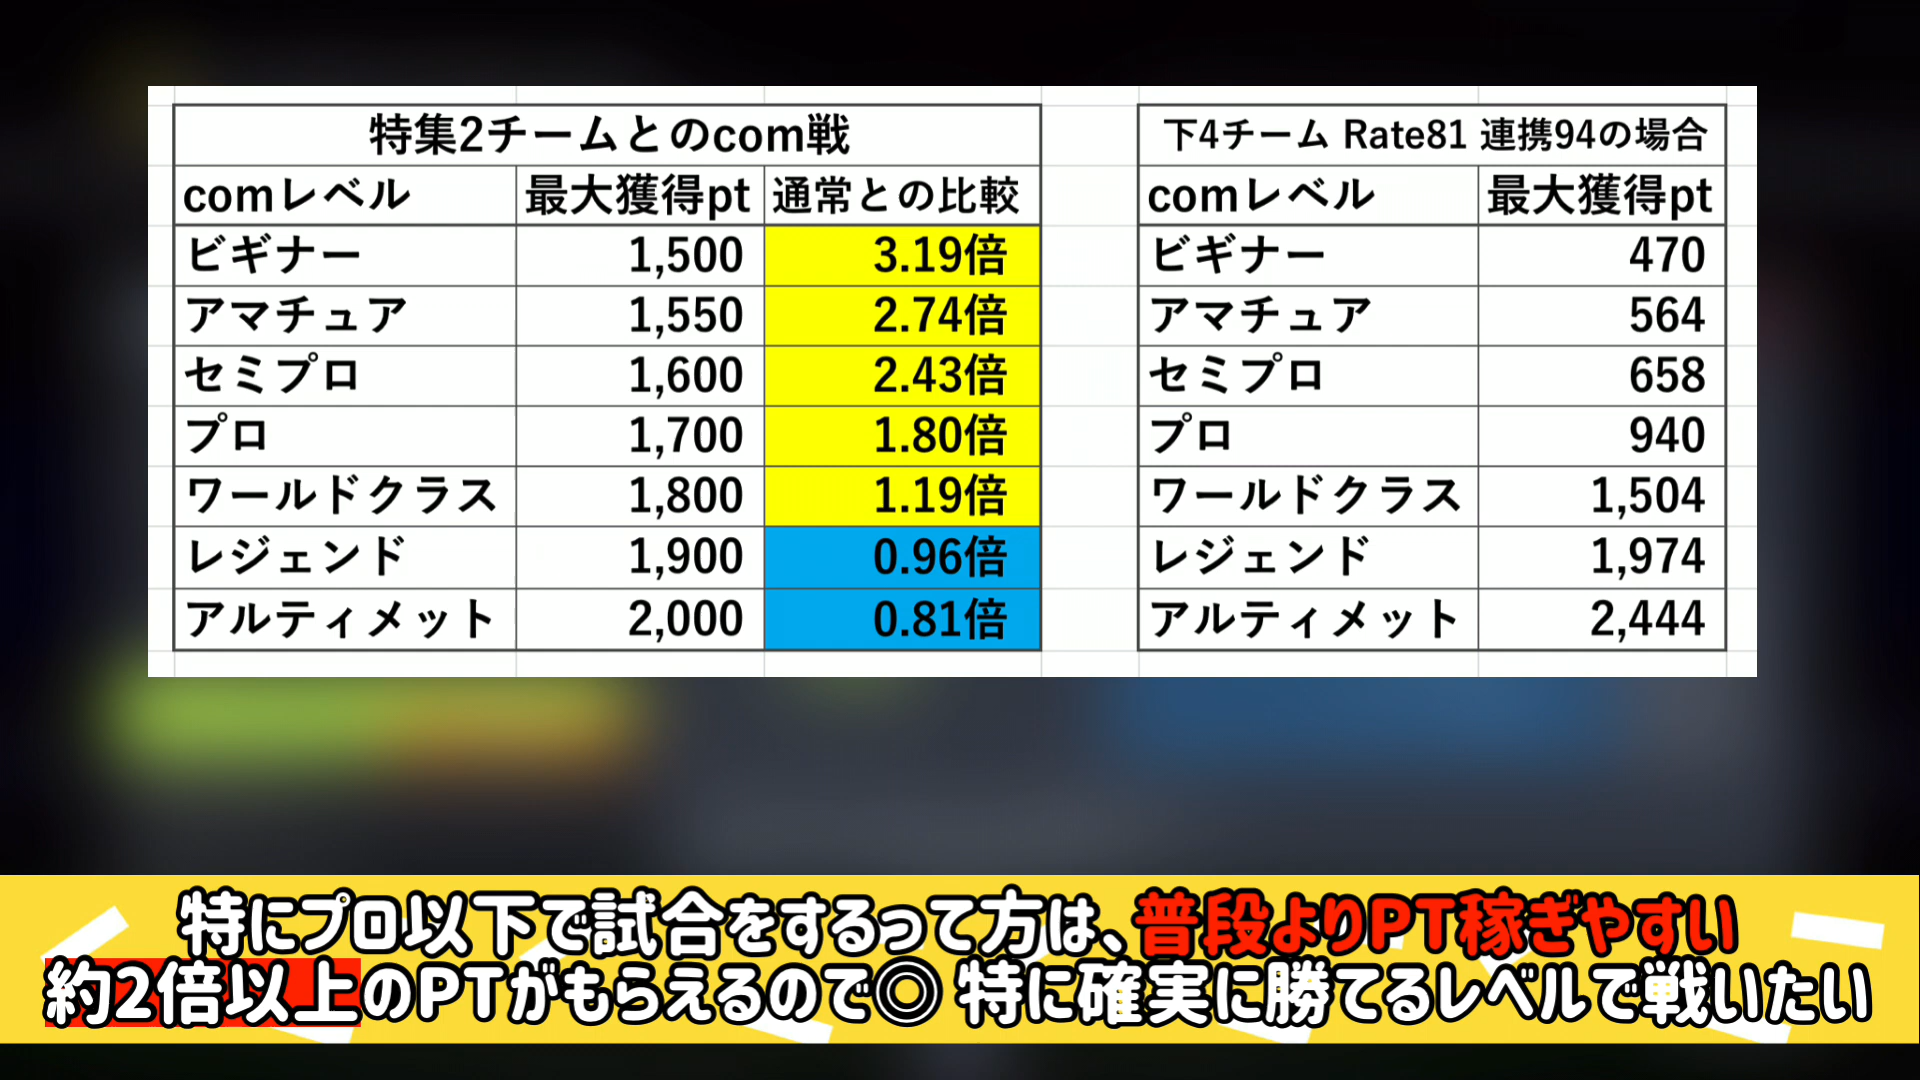 特集2チームとのcom戦
comレベル 最大獲得pt 通常との比較
ビギナー 1,500 3.19倍
アマチュア 1,550 2.74倍
セミプロ 1,600 2.43倍
プロ 1,700 1.80倍
ワールドクラス 1,800 1.19倍
レジェンド 1,900 0.96倍
アルティメット 2,000 0.81倍
下4チーム Rate81 連携94の場合
comレベル 最大獲得pt
ビギナー 470
アマチュア 564
セミプロ 658
プロ 940
ワールドクラス 1,504
レジェンド 1,974
アルティメット 2,444
特にプロ以下で試合をするって方は、普段よりPT稼ぎやすい
約2倍以上のPTがもらえるので◎ 特に確実に勝てるレベルで戦いたい